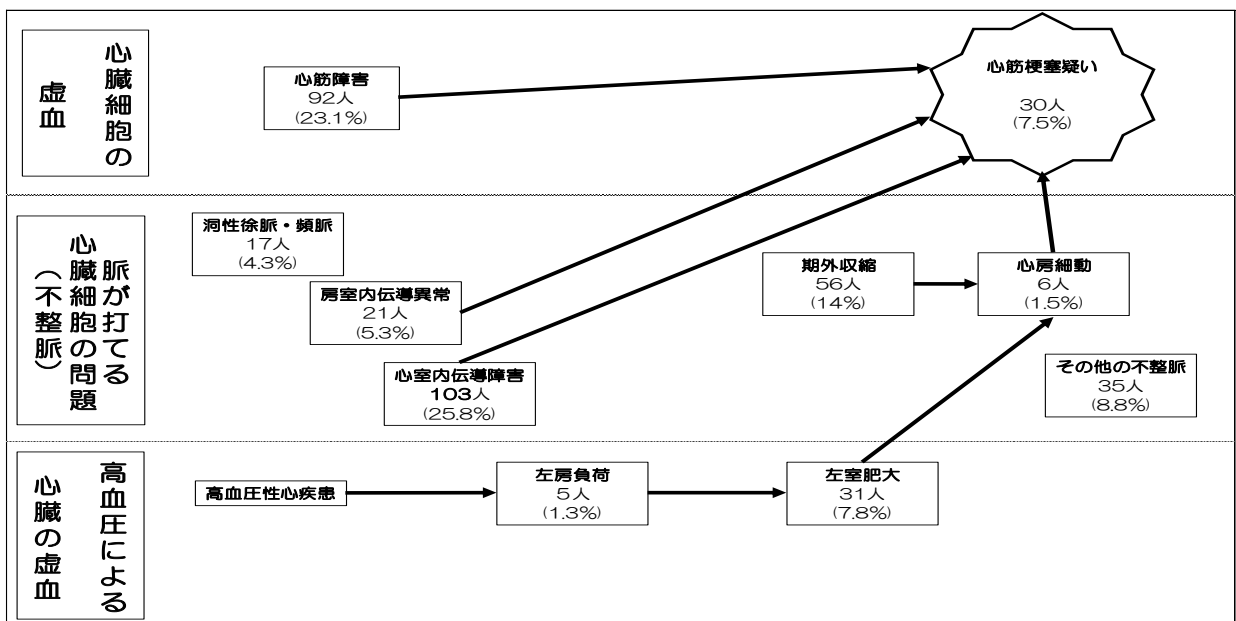 心臓細胞の
虚血
心筋障害
92人
(23.1%)
心筋梗塞疑い
30人
(7.5%)
脈が打てる
心臓細胞の問題
（不整脈）
洞性徐脈・頻脈
17人
(4.3%)
房室内伝導異常
21人
(5.3%)
心室内伝導障害
103人
(25.8%)
期外収縮
56人
(14%)
心房細動
6人
(1.5%)
その他の不整脈
35人
(8.8%)
高血圧による
心臓の虚血
高血圧性心疾患
左房負荷
5人
(1.3%)
左室肥大
31人
(7.8%)